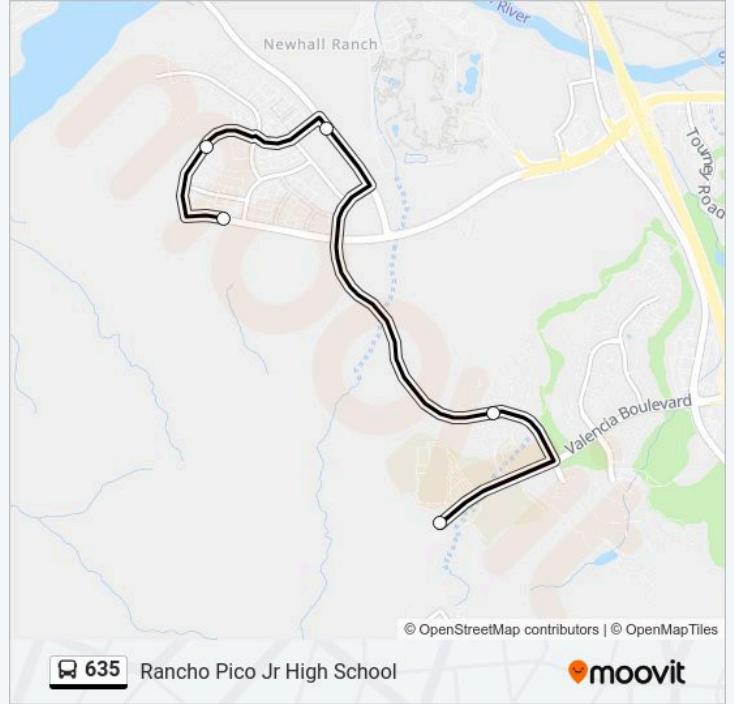 River
Newhall Ranch
Tourney Road
Valencia Boulevard
© OpenStreetMap contributors | © OpenMapTiles
635 Rancho Pico Jr High School
moovit